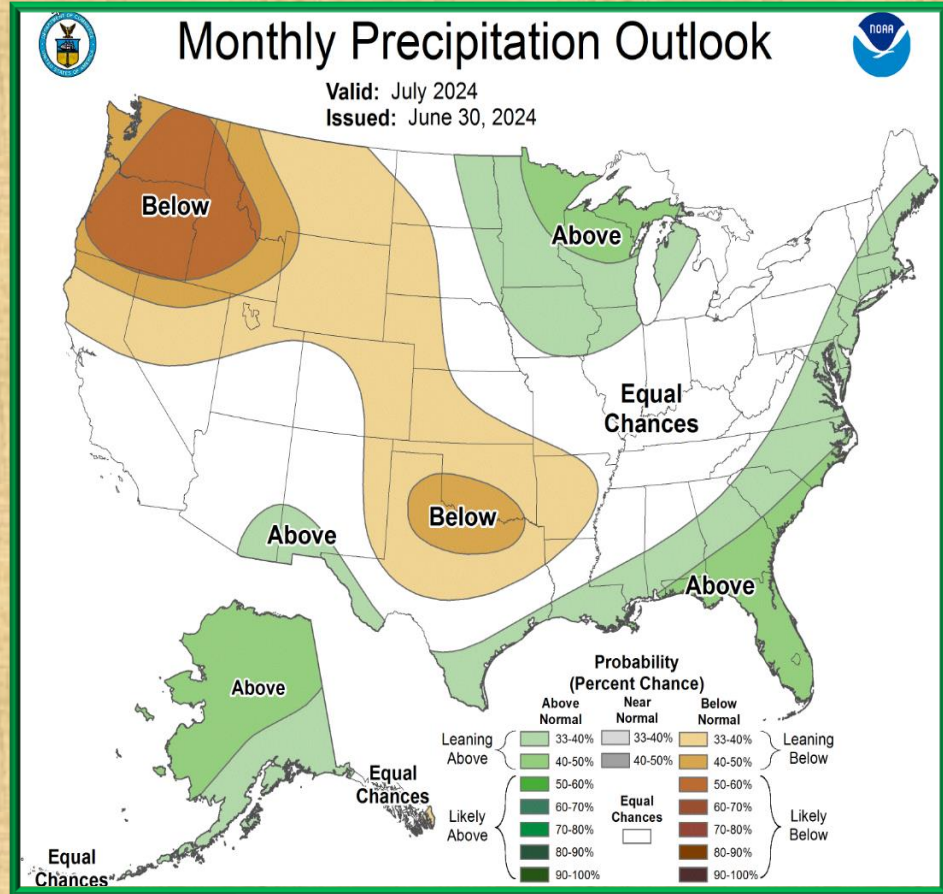 Monthly Precipitation Outlook
NOAA
Valid: July 2024
Issued: June 30, 2024
Below
Above
Equal
Chances
Above
Below
Above
Above
Equal
Chances
Equal
Chances
Probability
(Percent Chance)
Above
Normal
Near
Normal
Below
Normal
Leaning
Above
33-40%
40-50%
50-60%
60-70%
70-80%
80-90%
90-100%
Likely
Above
33-40%
40-50%
Equal
Chances
33-40%
40-50%
50-60%
60-70%
70-80%
80-90%
90-100%
Leaning
Below
Likely
Below